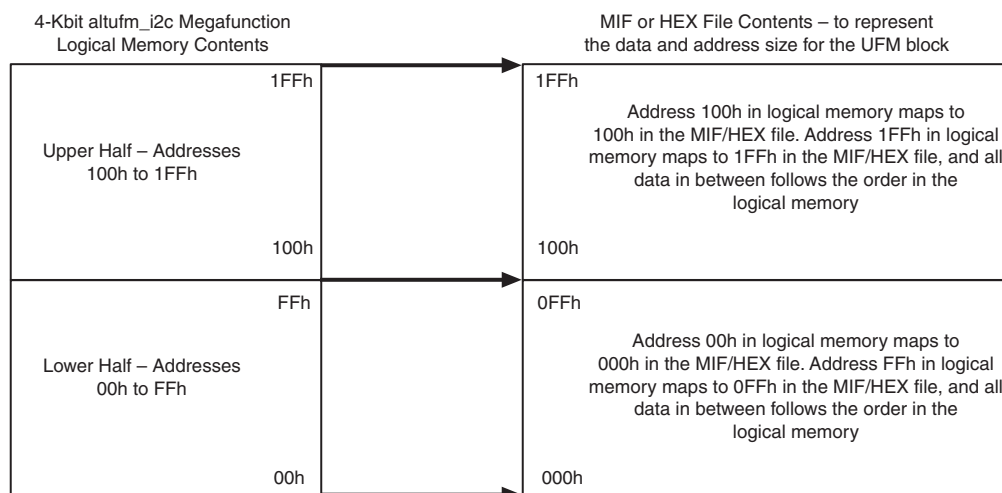 4-Kbit altufm_i2c Megafunction
Logical Memory Contents
MIF or HEX File Contents – to represent
the data and address size for the UFM block
1FFh
Upper Half – Addresses
100h to 1FFh
100h
1FFh
Address 100h in logical memory maps to
100h in the MIF/HEX file. Address 1FFh in logical
memory maps to 1FFh in the MIF/HEX file, and all
data in between follows the order in the
logical memory
100h
FFh
Lower Half – Addresses
00h to FFh
00h
0FFh
Address 00h in logical memory maps to
000h in the MIF/HEX file. Address FFh in logical
memory maps to 0FFh in the MIF/HEX file, and all
data in between follows the order in the
logical memory
000h